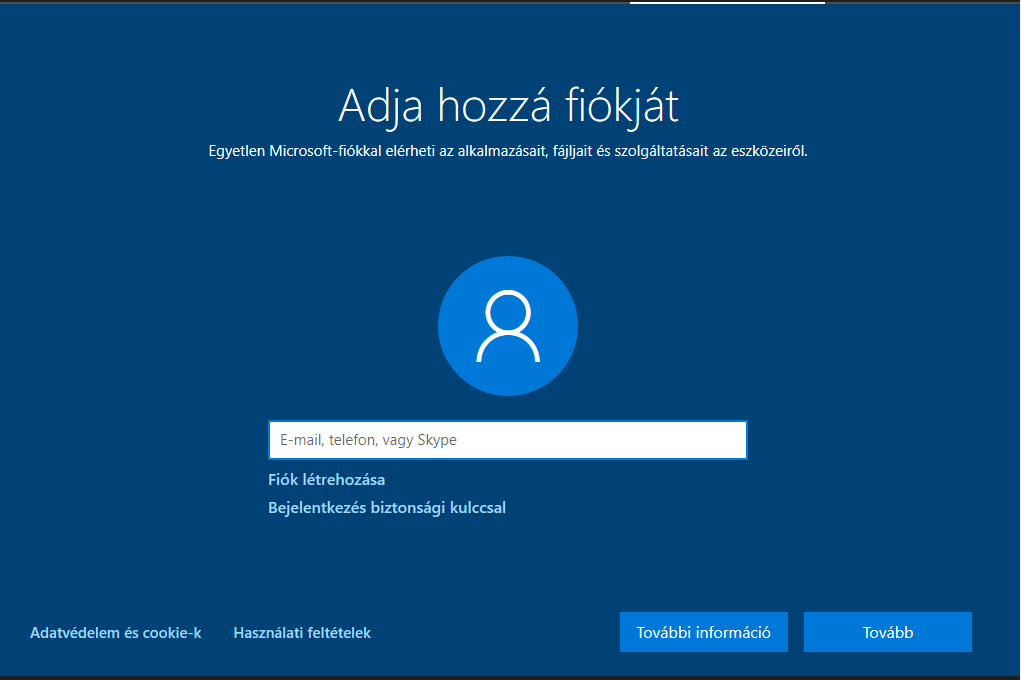 Adja hozzá fiókját
Egyetlen Microsoft-fiókkal elérheti az alkalmazásait, fájljait és szolgáltatásait az eszközeiről.
E-mail, telefon, vagy Skype
Fiók létrehozása
Bejelentkezés biztonsági kulccsal
Adatvédelem és cookie-k
Használati feltételek
További információ
Tovább